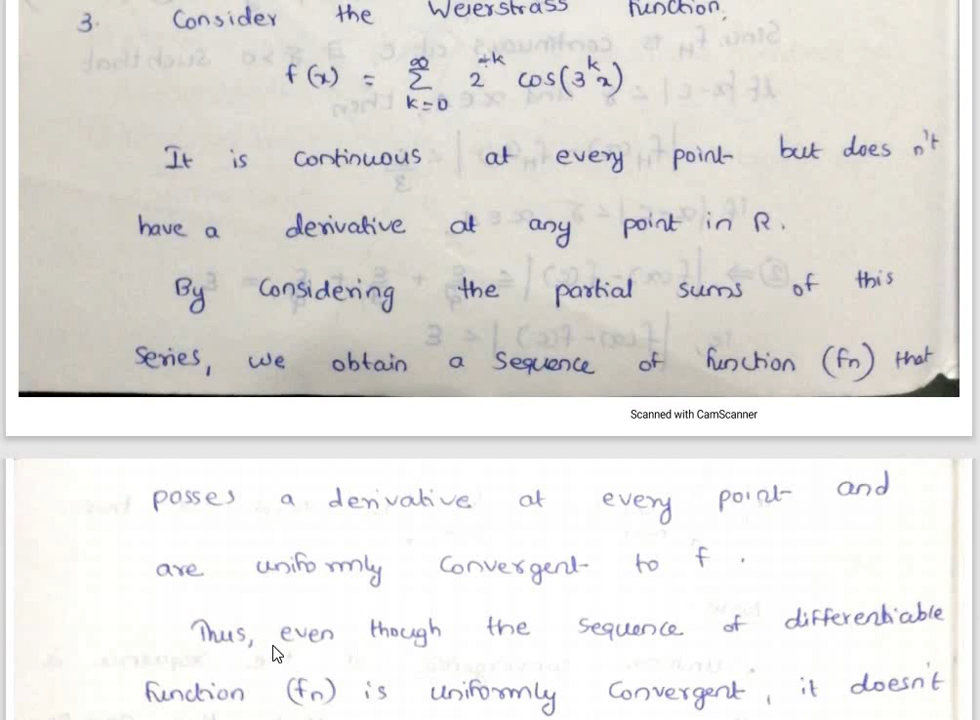 3. Consider the Weierstrass function,
f(x) = ∞ Σ k=0 2^-k cos(3^k x)
It is continuous at every point but does n't
have a derivative at any point in R.
By Considering the partial sums of this
Series, we obtain a sequence of function (fn) that
Scanned with CamScanner
posses a derivative at every point and
are uniformly Convergent to f.
Thus, even though the sequence of differentiable
function (fn) is uniformly Convergent, it doesn't